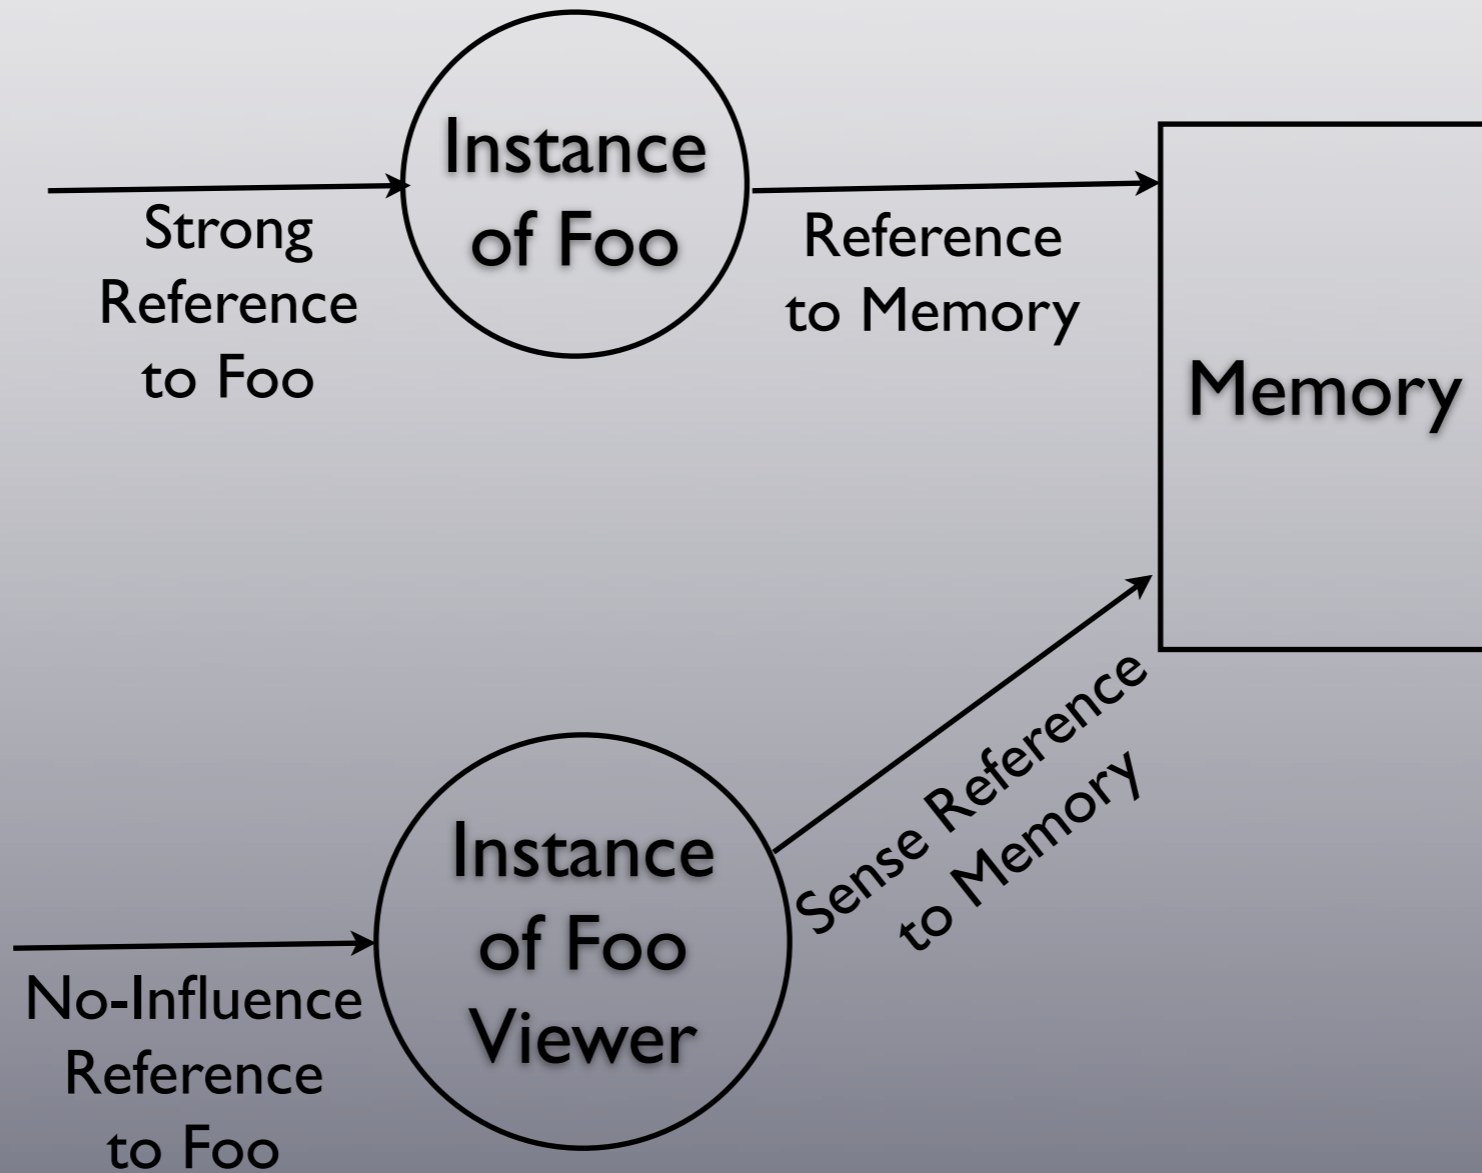 Instance
of Foo
Strong
Reference
to Foo
Reference
to Memory
Memory
Sense Reference
to Memory
Instance
of Foo
Viewer
No-Influence
Reference
to Foo